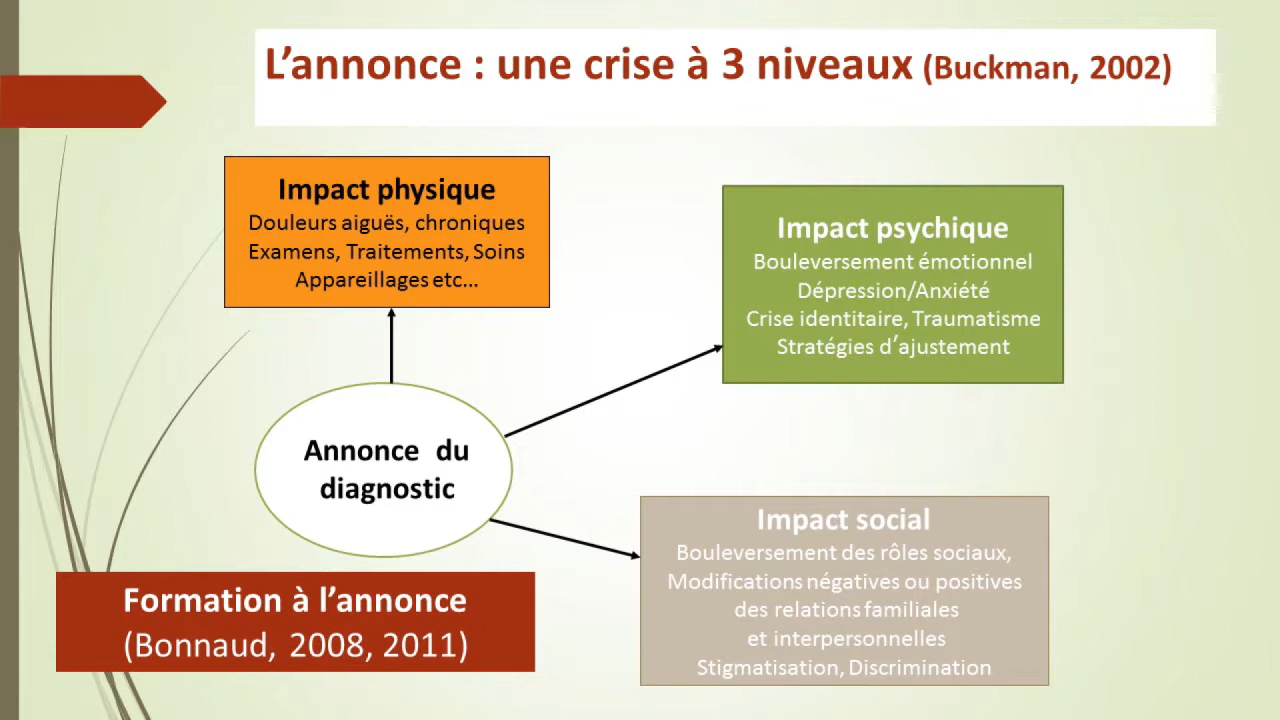 L’annonce : une crise à 3 niveaux (Buckman, 2002)
Impact physique
Douleurs aiguës, chroniques
Examens, Traitements, Soins
Appareillages etc…
Impact psychique
Bouleversement émotionnel
Dépression/Anxiété
Crise identitaire, Traumatisme
Stratégies d’ajustement
Annonce du
diagnostic
Impact social
Bouleversement des rôles sociaux,
Modifications négatives ou positives
des relations familiales
et interpersonnelles
Stigmatisation, Discrimination
Formation à l’annonce
(Bonnaud, 2008, 2011)